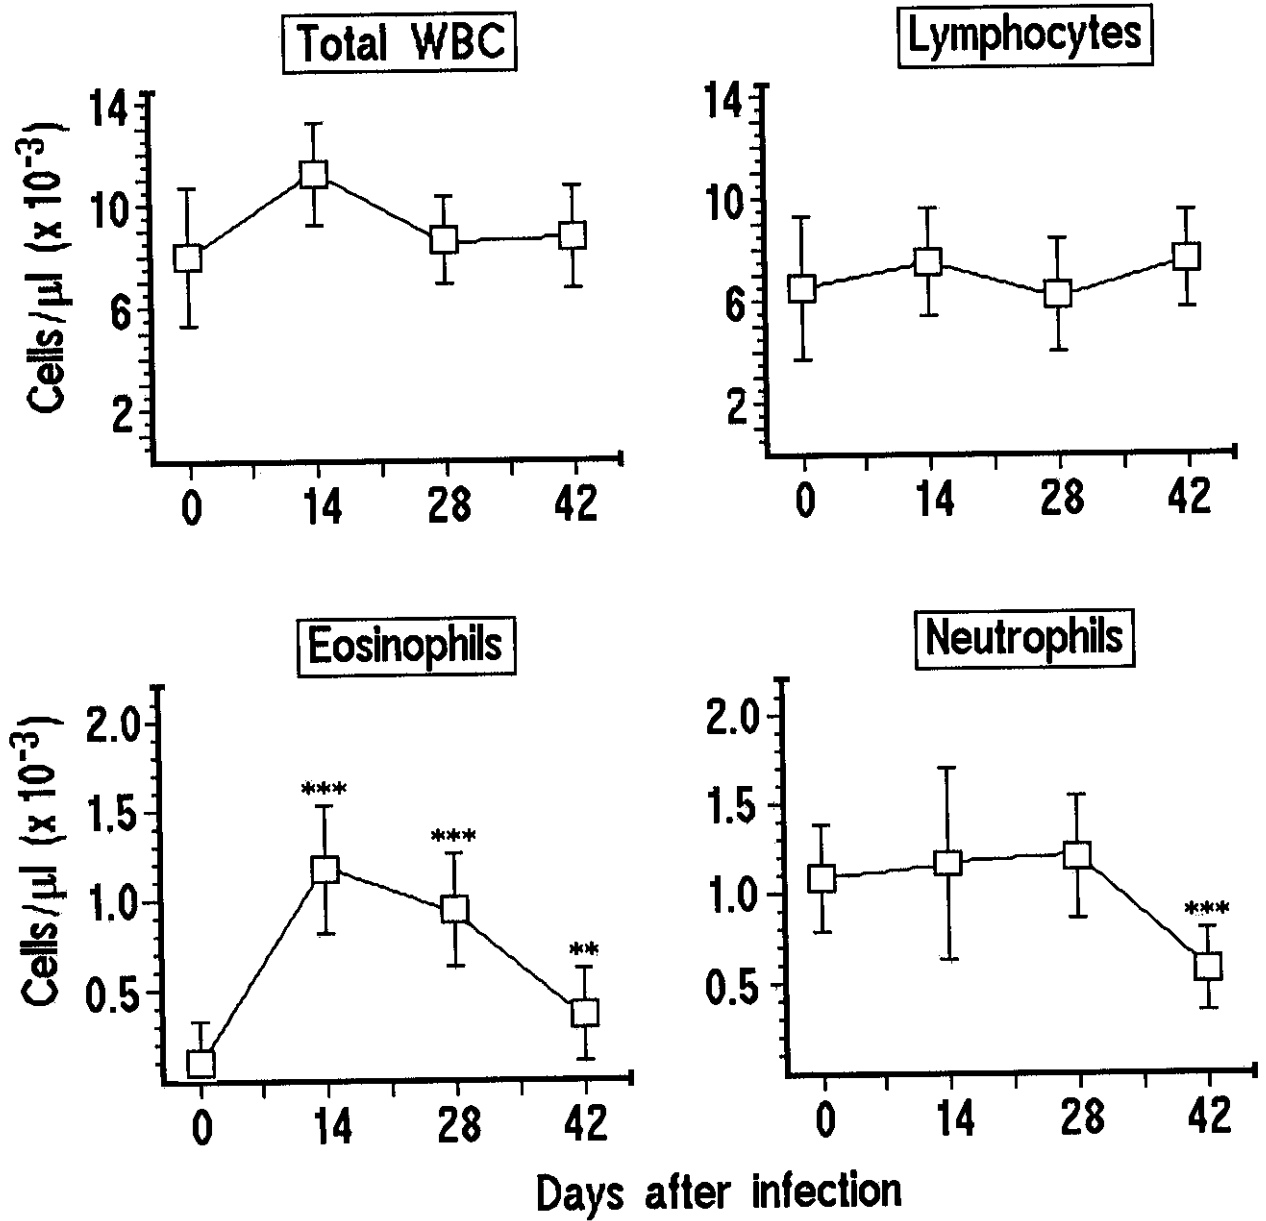 Total WBC
Cells/µl (x 10⁻³)
14
10
6
2
0 14 28 42
Lymphocytes
14
10
6
2
0 14 28 42
Eosinophils
Cells/µl (x 10⁻³)
2.0
1.5
1.0
0.5
***
***
**
0 14 28 42
Neutrophils
2.0
1.5
1.0
0.5
***
0 14 28 42
Days after infection